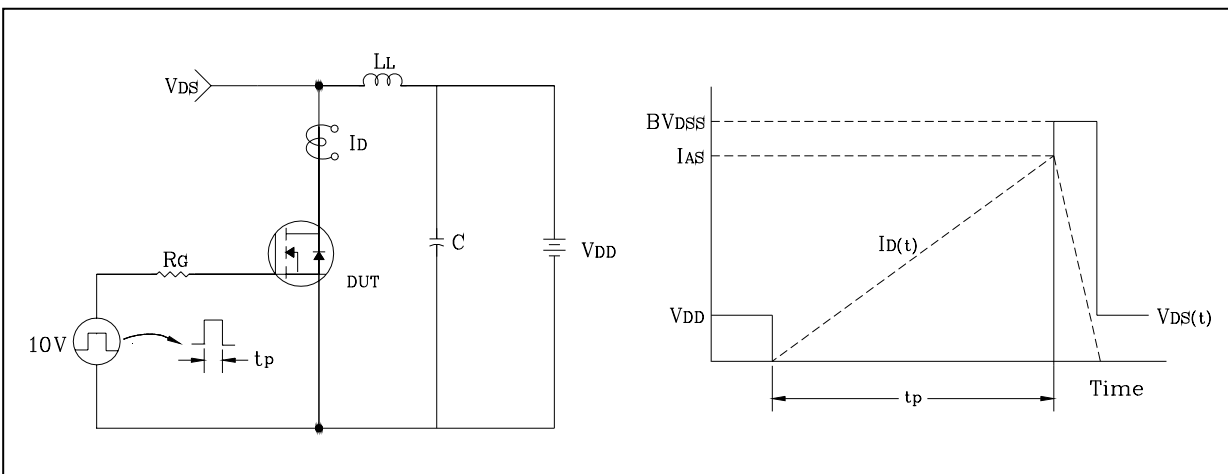 LL
VDS
ID
RG
C
VDD
DUT
10V
tp
BVDSS
IAS
ID(t)
VDD
VDS(t)
tp
Time